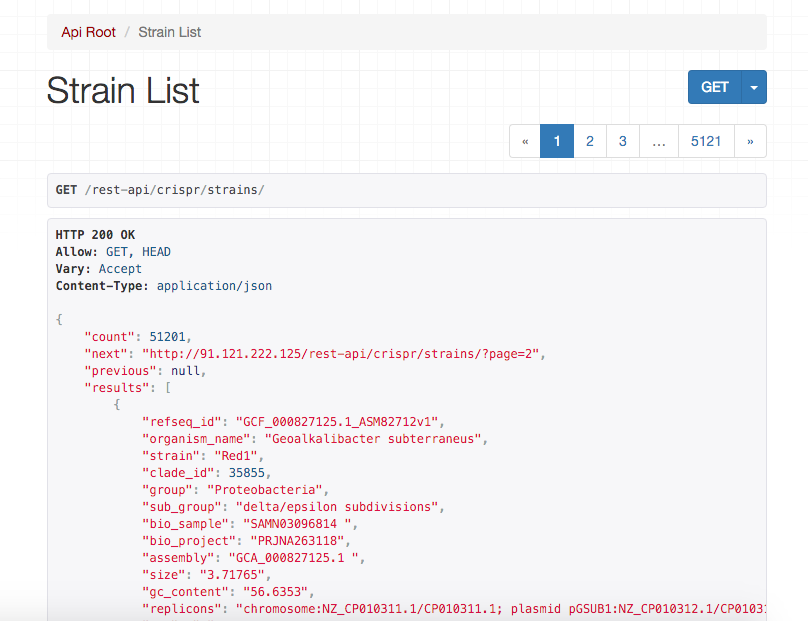 Api Root / Strain List
Strain List
GET
« 1 2 3 … 5121 »
GET /rest-api/crispr/strains/
HTTP 200 OK
Allow: GET, HEAD
Vary: Accept
Content-Type: application/json
{
"count": 51201,
"next": "http://91.121.222.125/rest-api/crispr/strains/?page=2",
"previous": null,
"results": [
{
"refseq_id": "GCF_000827125.1_ASM82712v1",
"organism_name": "Geoalkalibacter subterraneus",
"strain": "Red1",
"clade_id": 35855,
"group": "Proteobacteria",
"sub_group": "delta/epsilon subdivisions",
"bio_sample": "SAMN03096814 ",
"bio_project": "PRJNA263118",
"assembly": "GCA_000827125.1 ",
"size": "3.71765",
"gc_content": "56.6353",
"replicons": "chromosome:NZ_CP010311.1/CP010311.1; plasmid pGSUB1:NZ_CP010312.1/CP0103